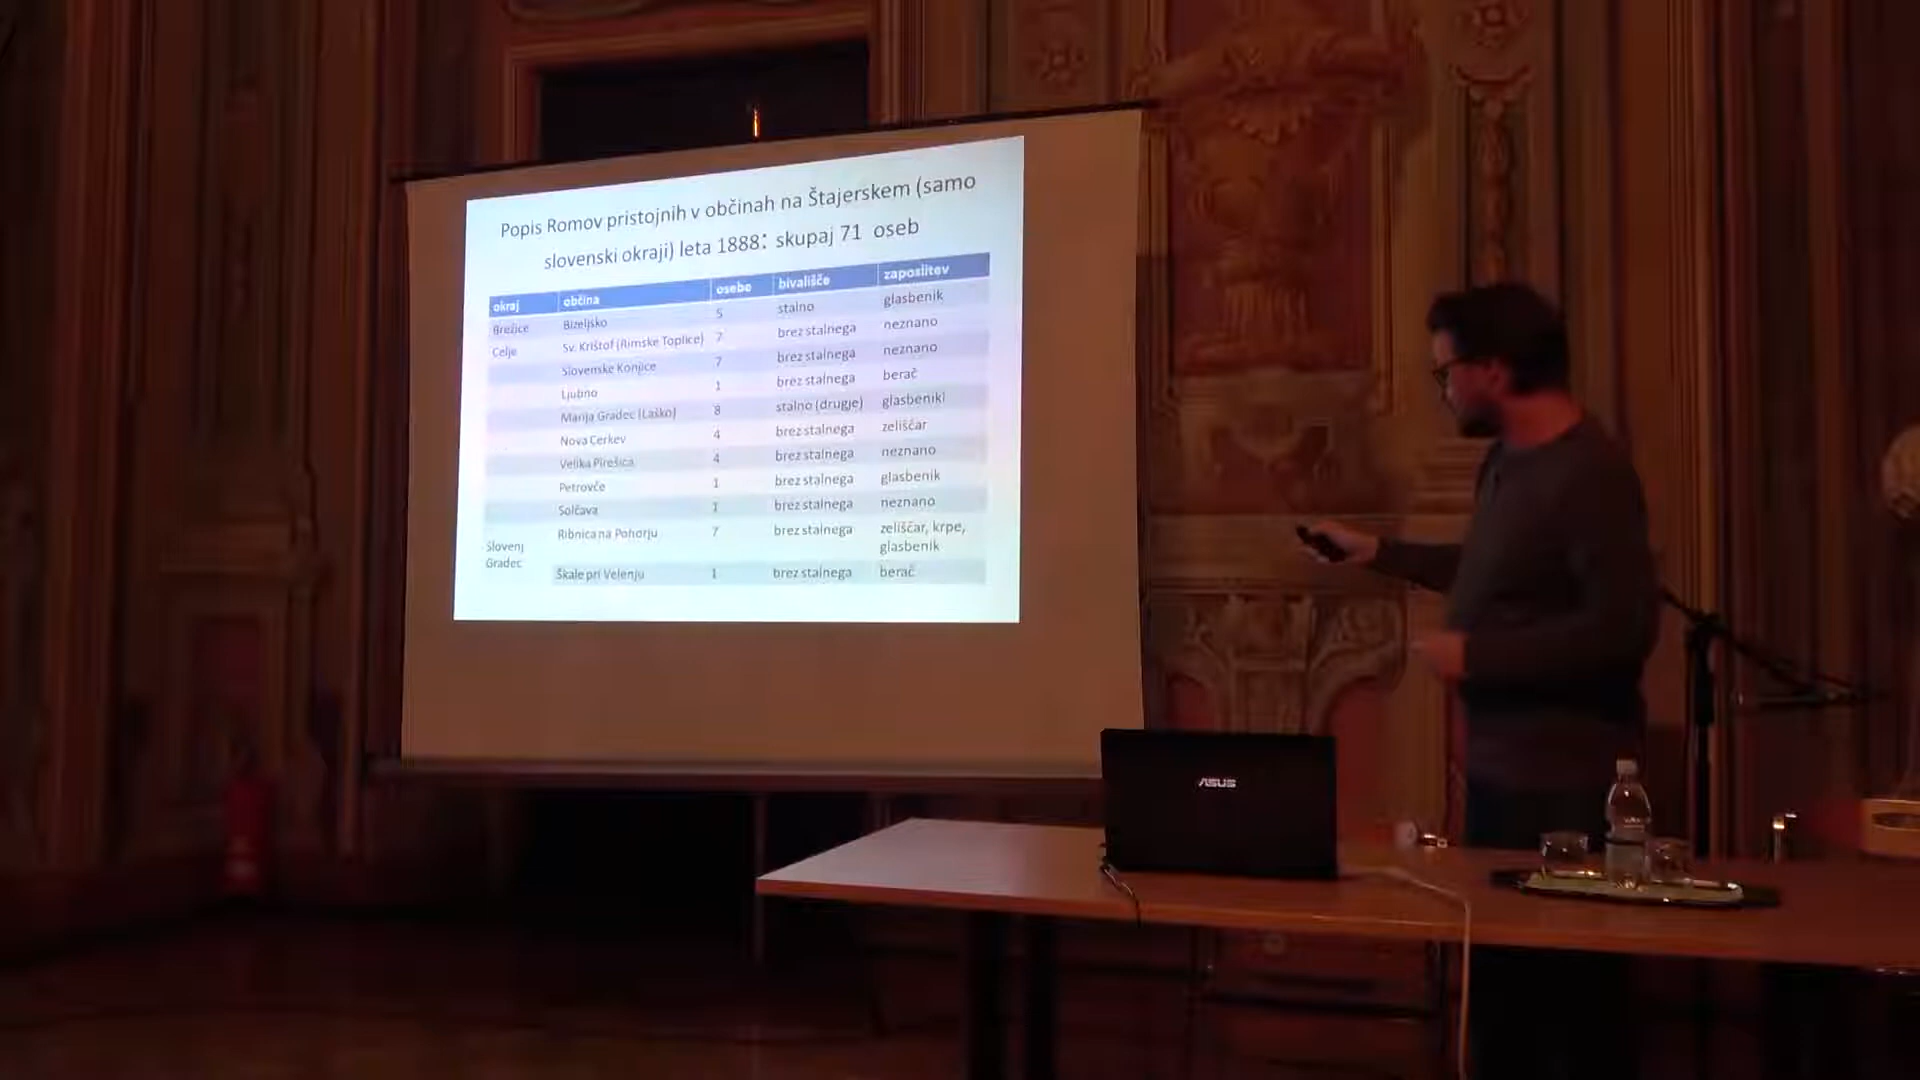 Popis Romov pristojnih v občinah na Štajerskem (samo
slovenski okraji) leta 1888: skupaj 71 oseb
okraj občina osebe bivališče zaposlitev
Brežice Bizeljsko 5 stalno glasbenik
Celje Sv. Krištof (Rimske Toplice) 7 brez stalnega neznano
Slovenske Konjice 7 brez stalnega neznano
Ljubno 1 brez stalnega berač
Marija Gradec (Laško) 8 stalno (drugje) glasbeniki
Nova Cerkev 4 brez stalnega zeliščar
Velika Pirešica 4 brez stalnega neznano
Petrovče 1 brez stalnega glasbenik
Solčava 1 brez stalnega neznano
Slovenj Gradec Ribnica na Pohorju 7 brez stalnega zeliščar, krpe,
glasbenik
Škale pri Velenju 1 brez stalnega berač
ASUS